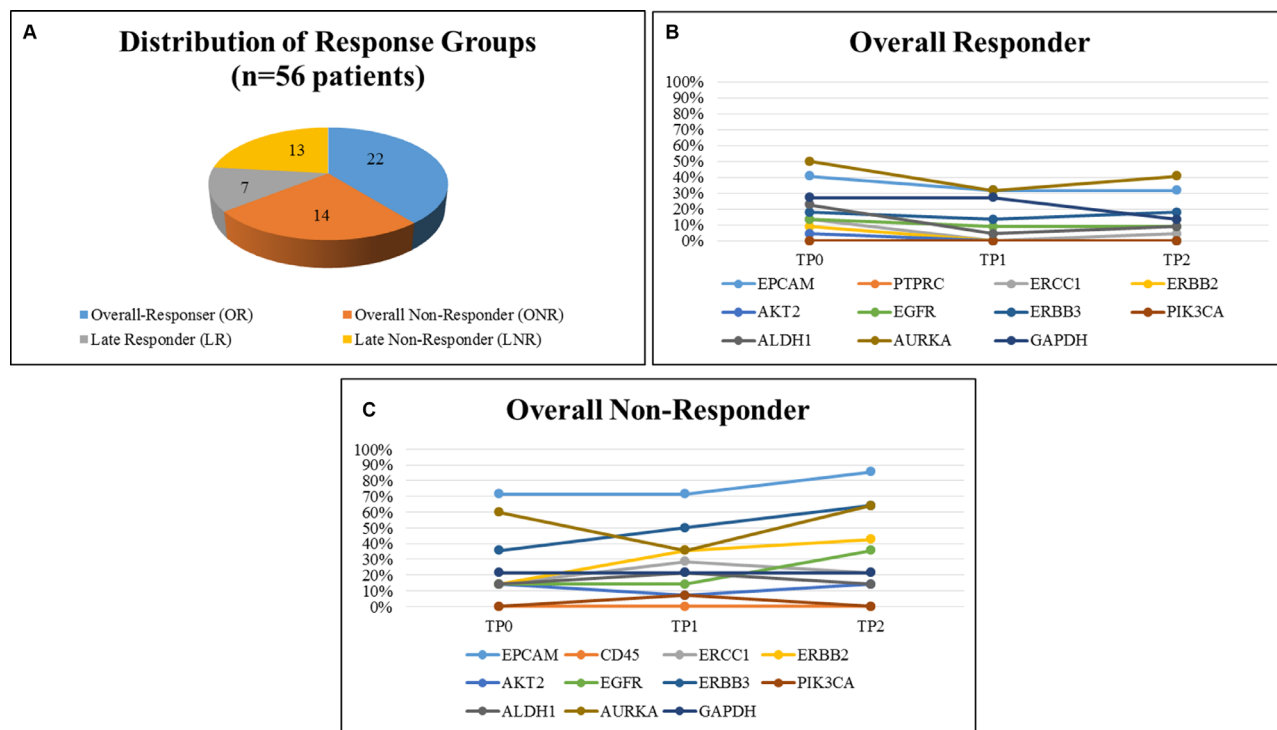 A
Distribution of Response Groups
(n=56 patients)
13
22
7
14
Overall-Responser (OR)
Overall Non-Responder (ONR)
Late Responder (LR)
Late Non-Responder (LNR)
B
Overall Responder
100%
90%
80%
70%
60%
50%
40%
30%
20%
10%
0%
TP0 TP1 TP2
EPCAM PTPRC ERCC1 ERBB2
AKT2 EGFR ERBB3 PIK3CA
ALDH1 AURKA GAPDH
C
Overall Non-Responder
100%
90%
80%
70%
60%
50%
40%
30%
20%
10%
0%
TP0 TP1 TP2
EPCAM CD45 ERCC1 ERBB2
AKT2 EGFR ERBB3 PIK3CA
ALDH1 AURKA GAPDH